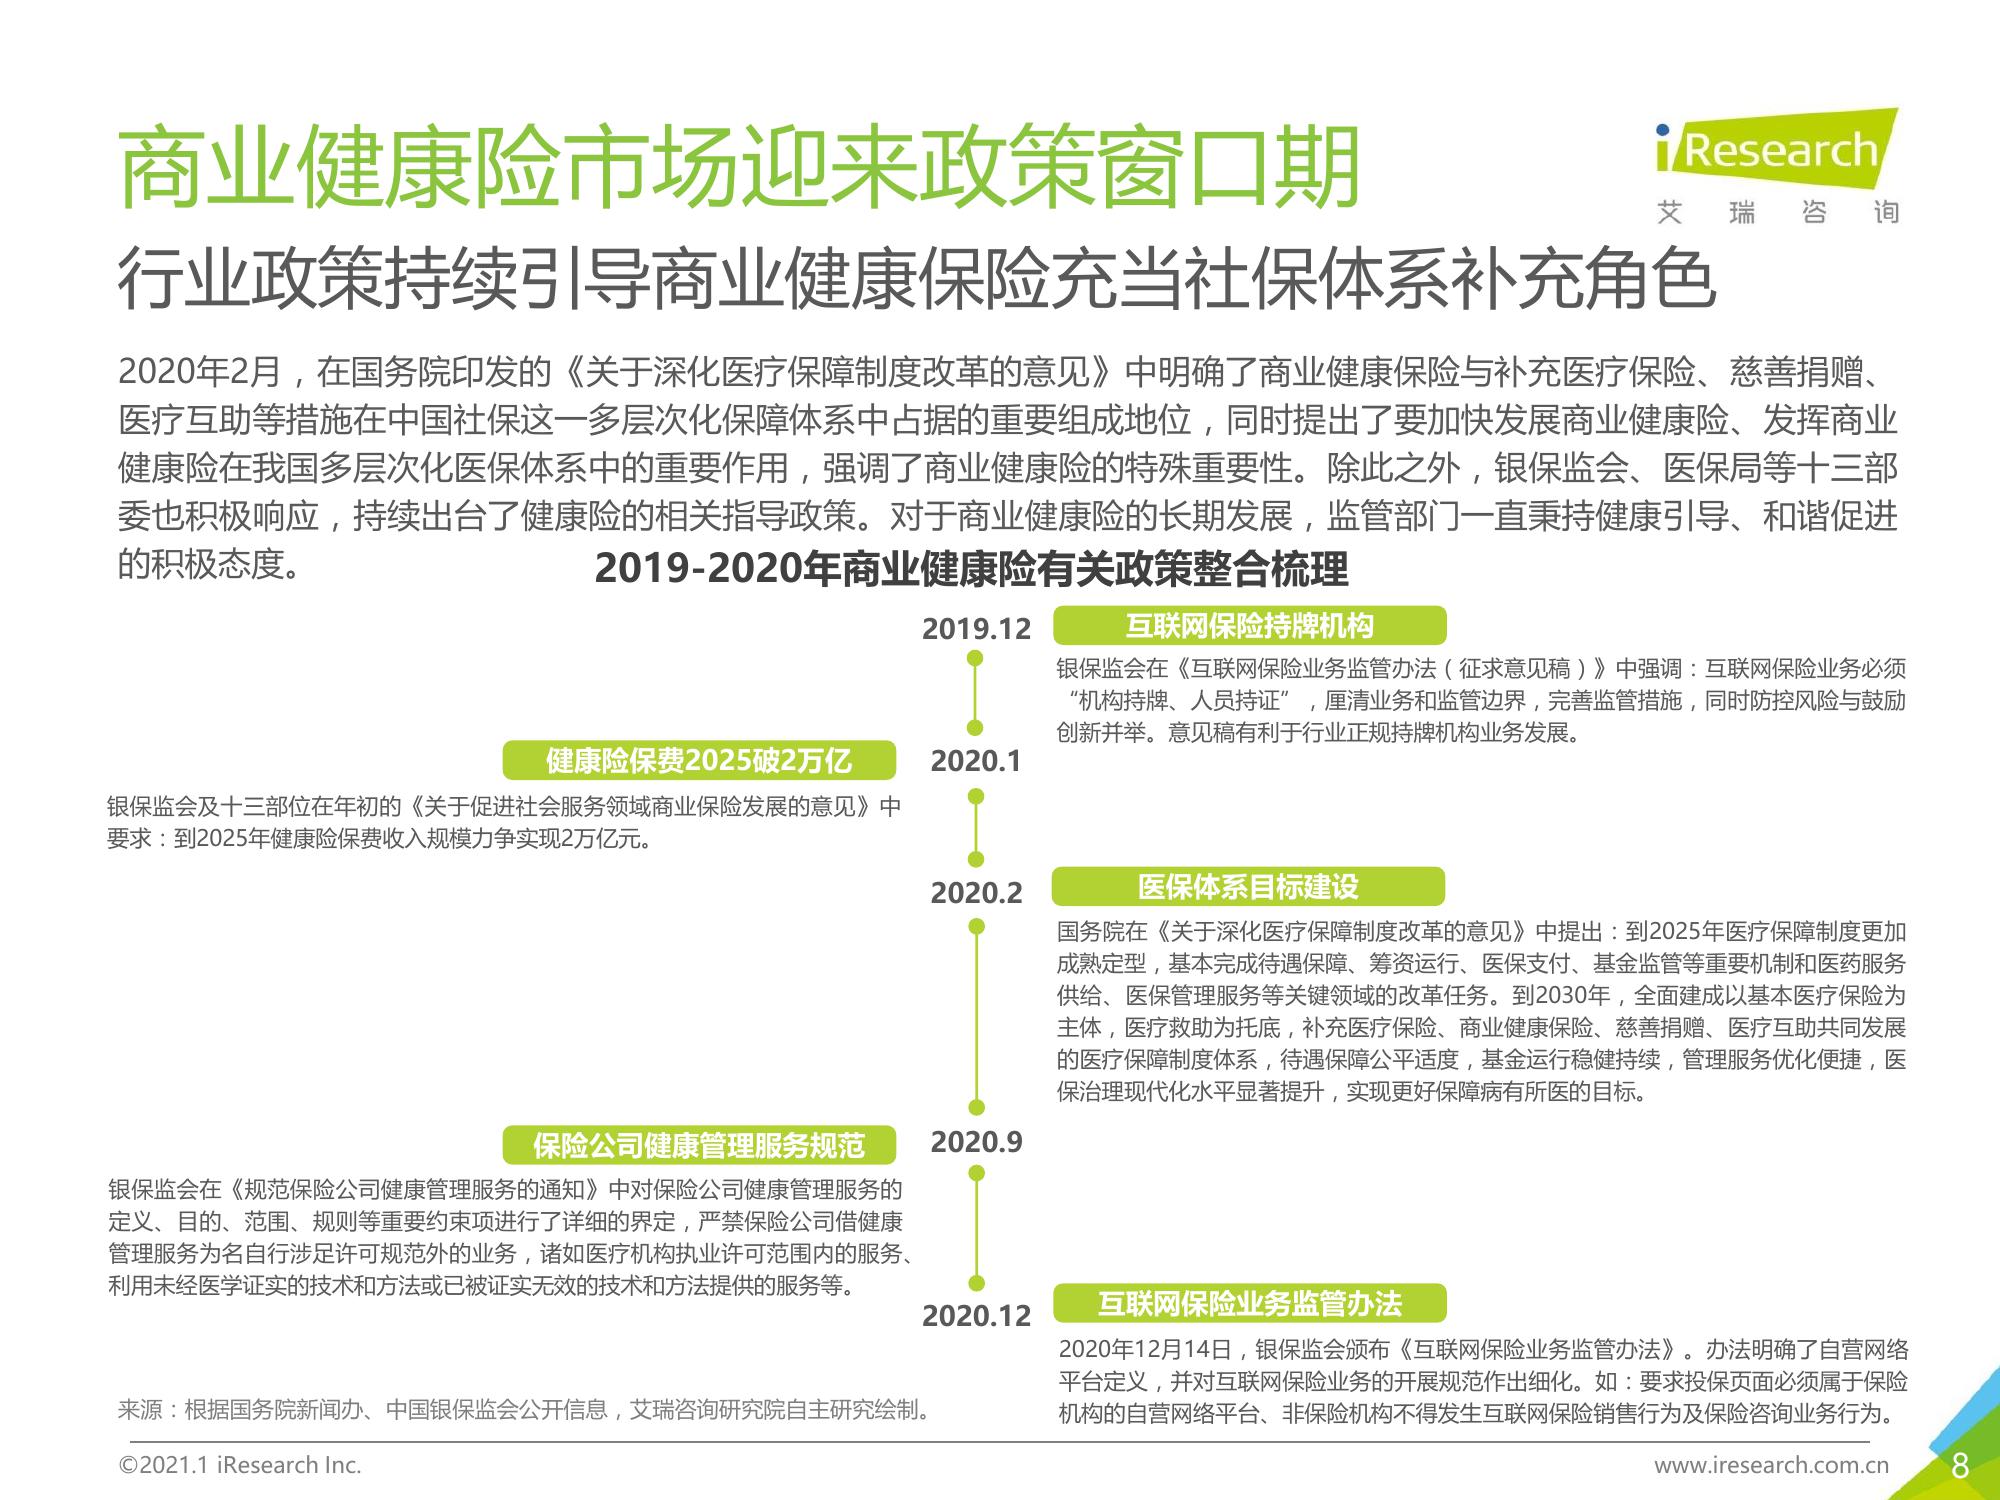 商业健康险市场迎来政策窗口期
iResearch
艾瑞咨询
行业政策持续引导商业健康保险充当社保体系补充角色
2020年2月，在国务院印发的《关于深化医疗保障制度改革的意见》中明确了商业健康保险与补充医疗保险、慈善捐赠、
医疗互助等措施在中国社保这一多层次化保障体系中占据的重要组成地位，同时提出了要加快发展商业健康险、发挥商业
健康险在我国多层次化医保体系中的重要作用，强调了商业健康险的特殊重要性。除此之外，银保监会、医保局等十三部
委也积极响应，持续出台了健康险的相关指导政策。对于商业健康险的长期发展，监管部门一直秉持健康引导、和谐促进
的积极态度。
2019-2020年商业健康险有关政策整合梳理
2019.12
互联网保险持牌机构
银保监会在《互联网保险业务监管办法（征求意见稿）》中强调：互联网保险业务必须
“机构持牌、人员持证”，厘清业务和监管边界，完善监管措施，同时防控风险与鼓励
创新并举。意见稿有利于行业正规持牌机构业务发展。
健康险保费2025破2万亿
2020.1
银保监会及十三部位在年初的《关于促进社会服务领域商业保险发展的意见》中
要求：到2025年健康险保费收入规模力争实现2万亿元。
2020.2
医保体系目标建设
国务院在《关于深化医疗保障制度改革的意见》中提出：到2025年医疗保障制度更加
成熟定型，基本完成待遇保障、筹资运行、医保支付、基金监管等重要机制和医药服务
供给、医保管理服务等关键领域的改革任务。到2030年，全面建成以基本医疗保险为
主体，医疗救助为托底，补充医疗保险、商业健康保险、慈善捐赠、医疗互助共同发展
的医疗保障制度体系，待遇保障公平适度，基金运行稳健持续，管理服务优化便捷，医
保治理现代化水平显著提升，实现更好保障病有所医的目标。
保险公司健康管理服务规范
2020.9
银保监会在《规范保险公司健康管理服务的通知》中对保险公司健康管理服务的
定义、目的、范围、规则等重要约束项进行了详细的界定，严禁保险公司借健康
管理服务为名自行涉足许可规范外的业务，诸如医疗机构执业许可范围内的服务、
利用未经医学证实的技术和方法或已被证实无效的技术和方法提供的服务等。
2020.12
互联网保险业务监管办法
2020年12月14日，银保监会颁布《互联网保险业务监管办法》。办法明确了自营网络
平台定义，并对互联网保险业务的开展规范作出细化。如：要求投保页面必须属于保险
机构的自营网络平台、非保险机构不得发生互联网保险销售行为及保险咨询业务行为。
来源：根据国务院新闻办、中国银保监会公开信息，艾瑞咨询研究院自主研究绘制。
©2021.1 iResearch Inc.
www.iresearch.com.cn
8